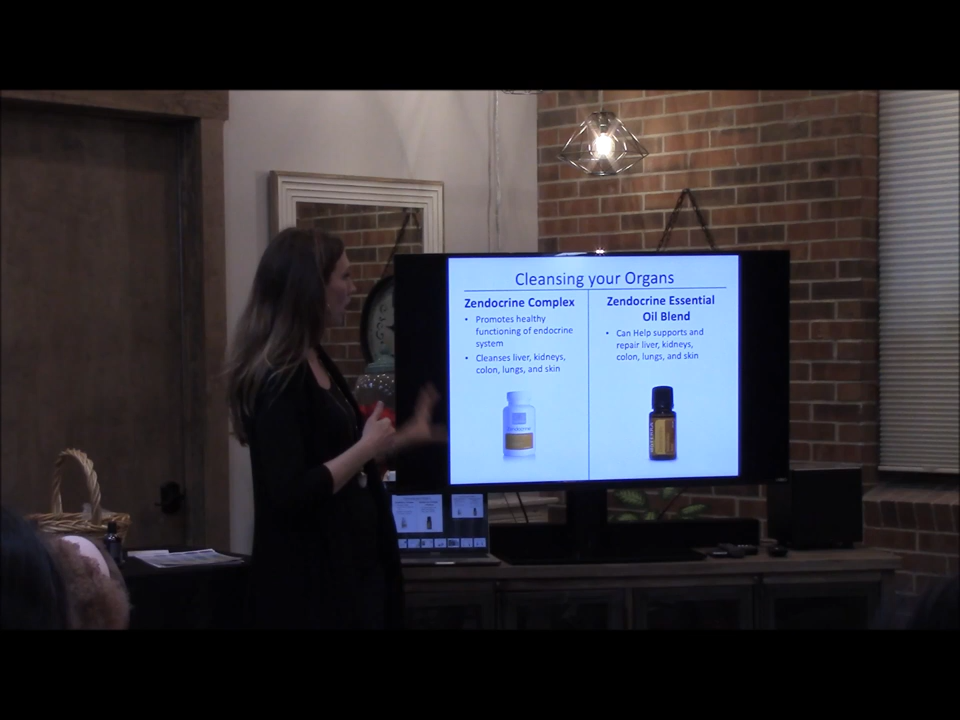 Cleansing your Organs
Zendocrine Complex
• Promotes healthy
functioning of endocrine
system
• Cleanses liver, kidneys,
colon, lungs, and skin
Zendocrine Essential
Oil Blend
• Can Help supports and
repair liver, kidneys,
colon, lungs, and skin